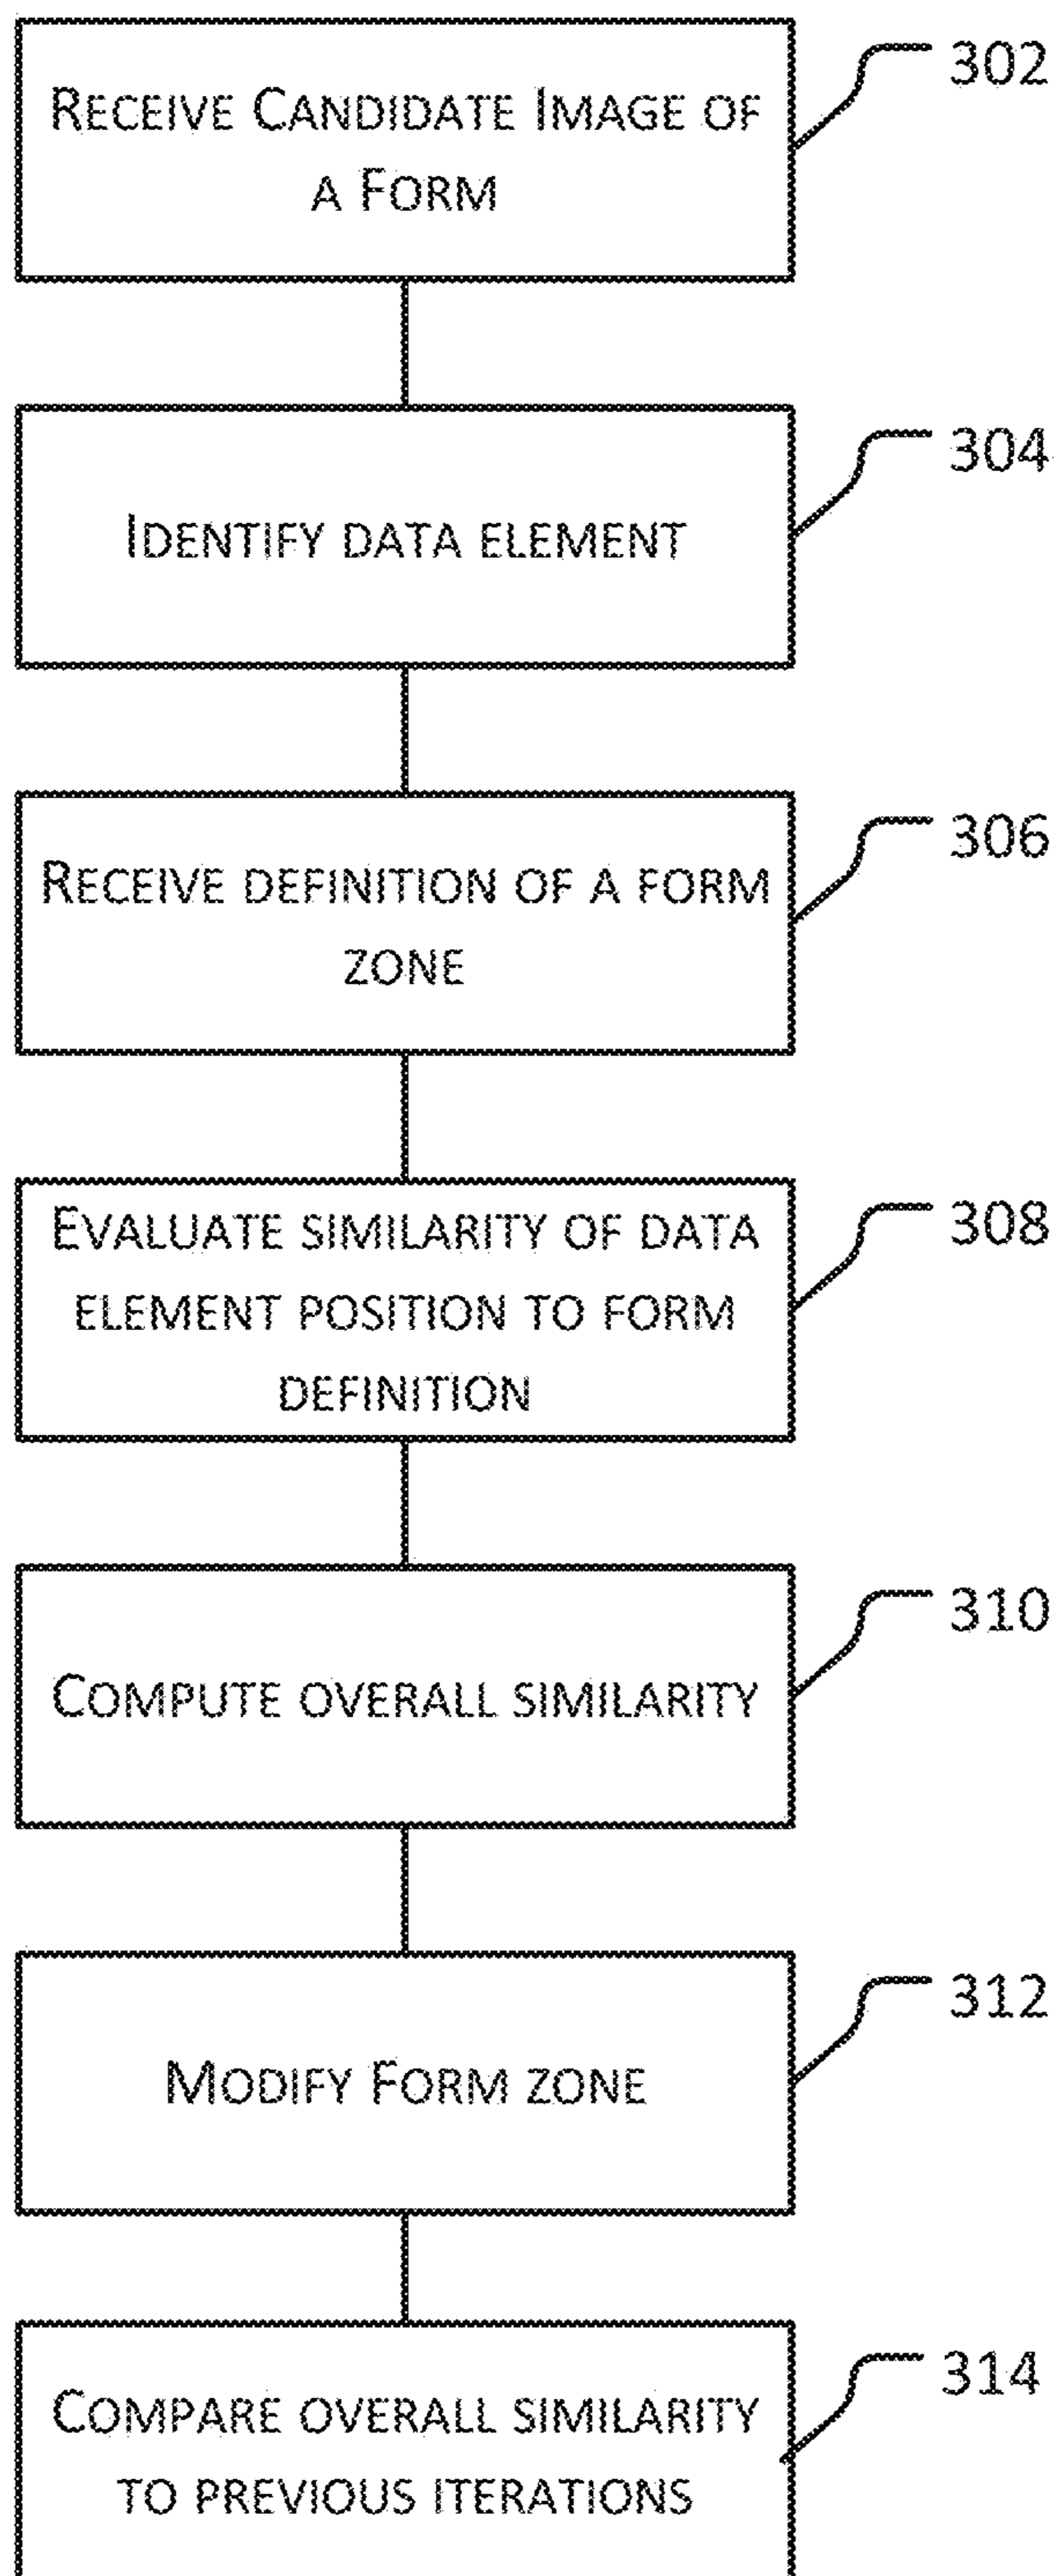 RECEIVE CANDIDATE IMAGE OF
A FORM
302
IDENTIFY DATA ELEMENT
304
RECEIVE DEFINITION OF A FORM
ZONE
306
EVALUATE SIMILARITY OF DATA
ELEMENT POSITION TO FORM
DEFINITION
308
COMPUTE OVERALL SIMILARITY
310
MODIFY FORM ZONE
312
COMPARE OVERALL SIMILARITY
TO PREVIOUS ITERATIONS
314